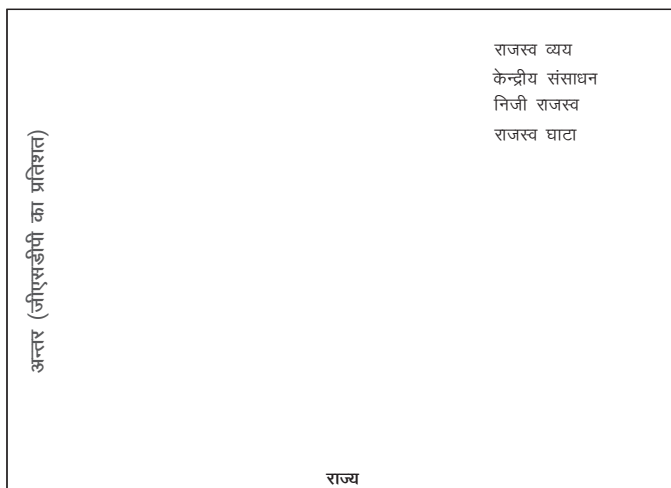 राजस्व व्यय
केन्द्रीय संसाधन
निजी राजस्व
राजस्व घाटा
अन्तर (जीएसडीपी का प्रतिशत)
राज्य